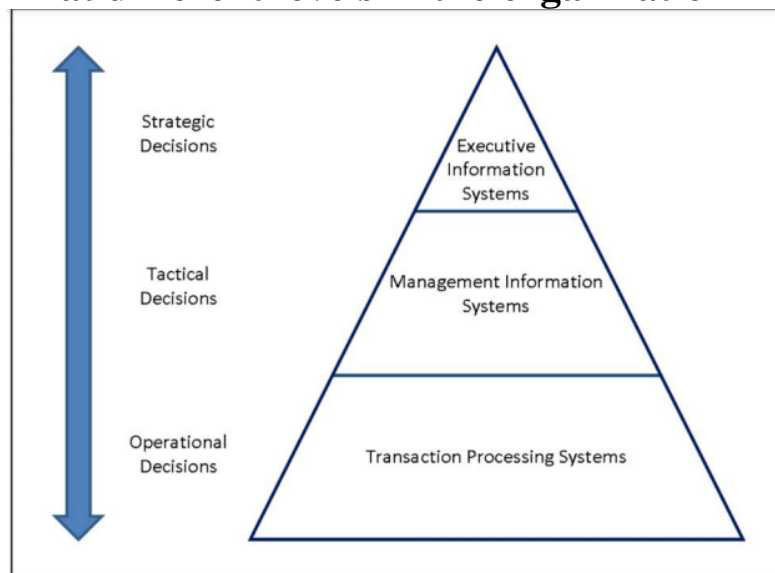 Strategic
Decisions
Executive
Information
Systems
Tactical
Decisions
Management Information
Systems
Operational
Decisions
Transaction Processing Systems